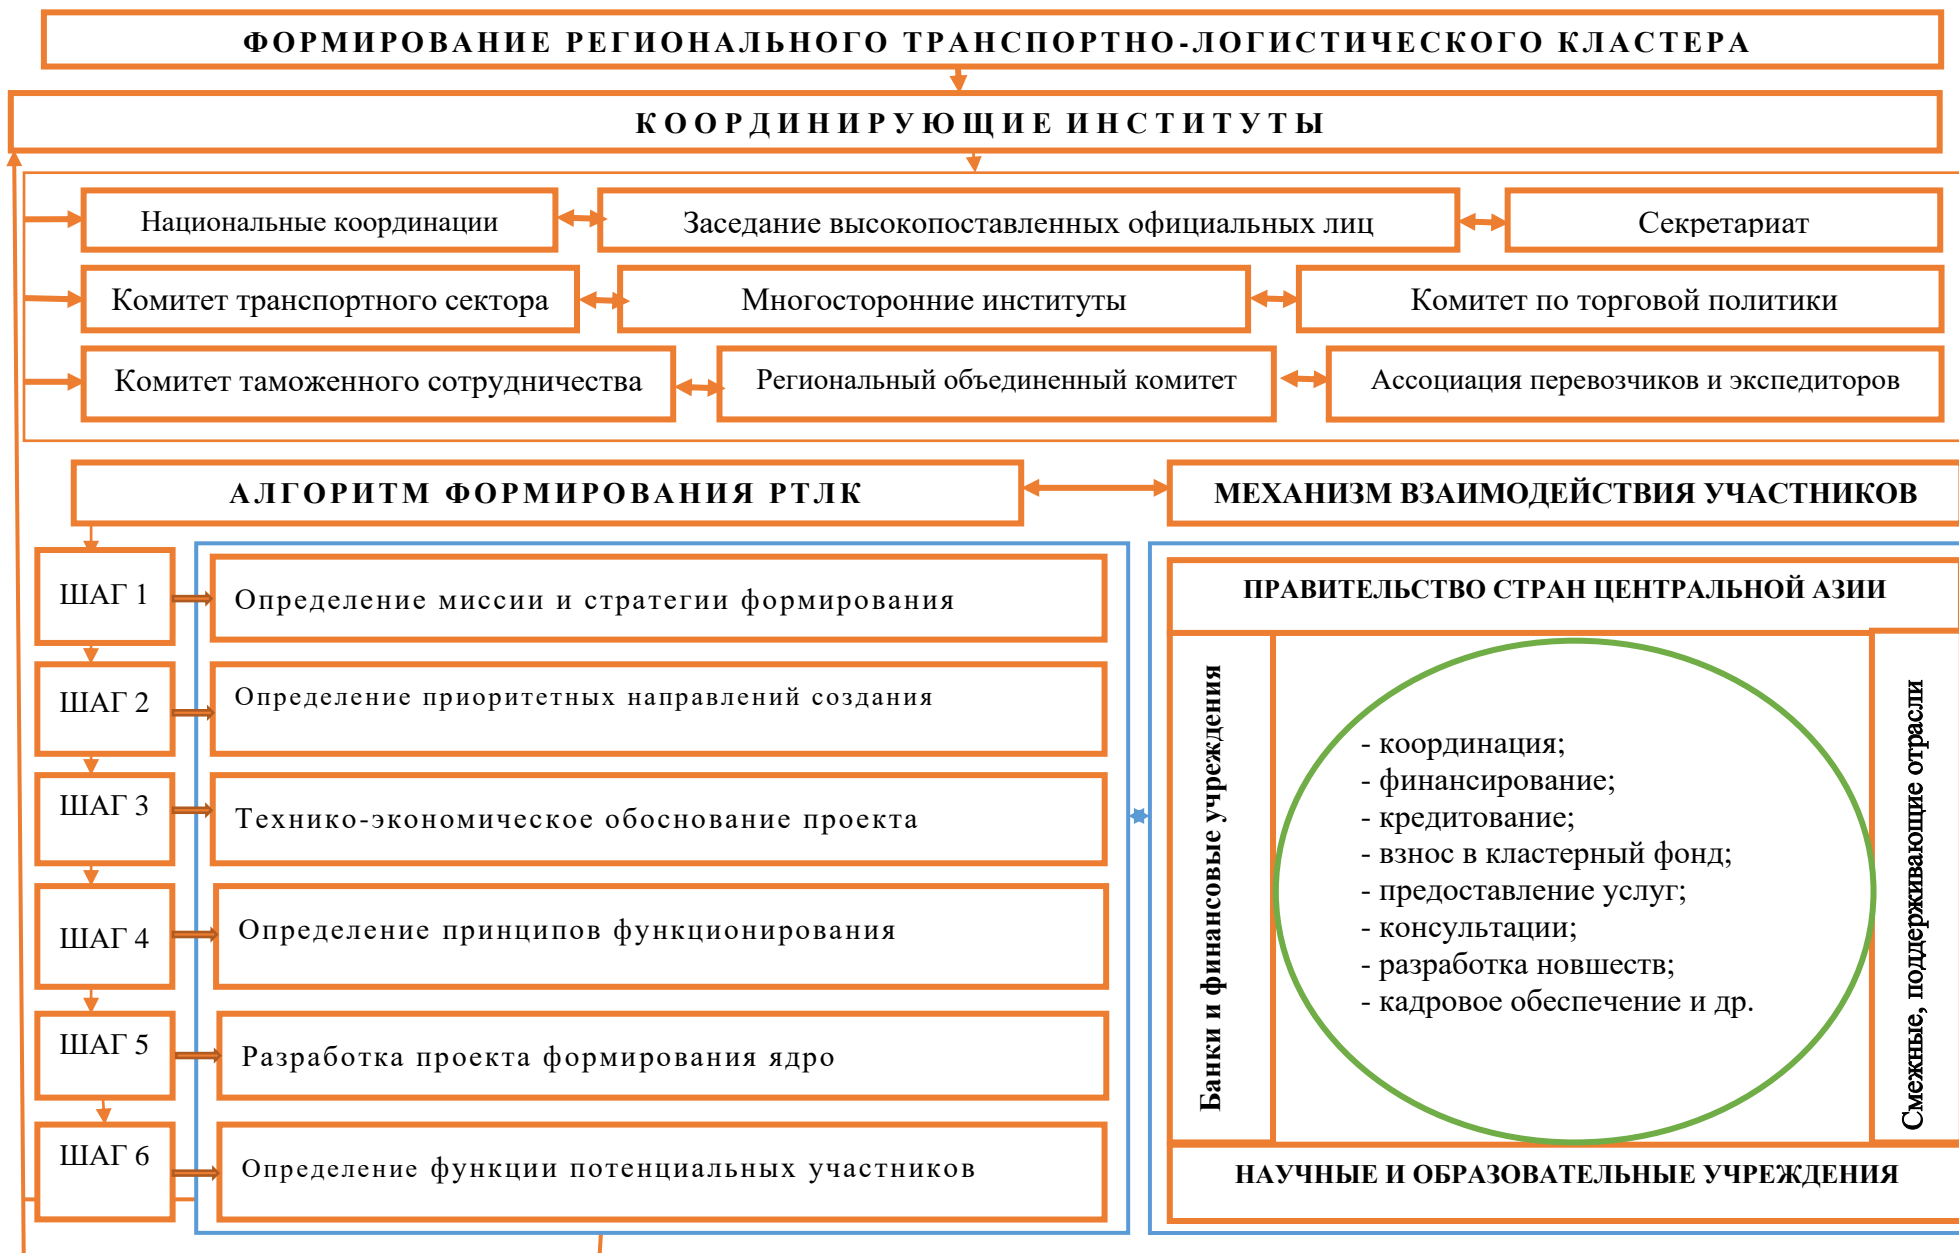 ФОРМИРОВАНИЕ РЕГИОНАЛЬНОГО ТРАНСПОРТНО-ЛОГИСТИЧЕСКОГО КЛАСТЕРА
КООРДИНИРУЮЩИЕ ИНСТИТУТЫ
Национальные координации
Заседание высокопоставленных официальных лиц
Секретариат
Комитет транспортного сектора
Многосторонние институты
Комитет по торговой политики
Комитет таможенного сотрудничества
Региональный объединенный комитет
Ассоциация перевозчиков и экспедиторов
АЛГОРИТМ ФОРМИРОВАНИЯ РТЛК
МЕХАНИЗМ ВЗАИМОДЕЙСТВИЯ УЧАСТНИКОВ
ШАГ 1
Определение миссии и стратегии формирования
ШАГ 2
Определение приоритетных направлений создания
ШАГ 3
Технико-экономическое обоснование проекта
ШАГ 4
Определение принципов функционирования
ШАГ 5
Разработка проекта формирования ядро
ШАГ 6
Определение функции потенциальных участников
ПРАВИТЕЛЬСТВО СТРАН ЦЕНТРАЛЬНОЙ АЗИИ
Банки и финансовые учреждения
- координация;
- финансирование;
- кредитование;
- взнос в кластерный фонд;
- предоставление услуг;
- консультации;
- разработка новшеств;
- кадровое обеспечение и др.
Смежные, поддерживающие отрасли
НАУЧНЫЕ И ОБРАЗОВАТЕЛЬНЫЕ УЧРЕЖДЕНИЯ